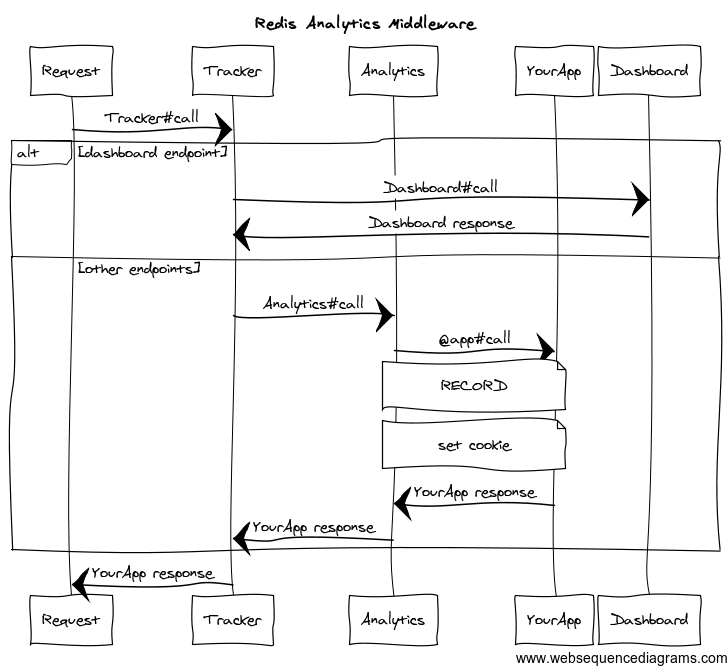 Redis Analytics Middleware
Request Tracker Analytics YourApp Dashboard
Tracker#call
alt [dashboard endpoint]
Dashboard#call
Dashboard response
[other endpoints]
Analytics#call
@app#call
RECORD
set cookie
YourApp response
YourApp response
YourApp response
Request Tracker Analytics YourApp Dashboard
www.websequencediagrams.com